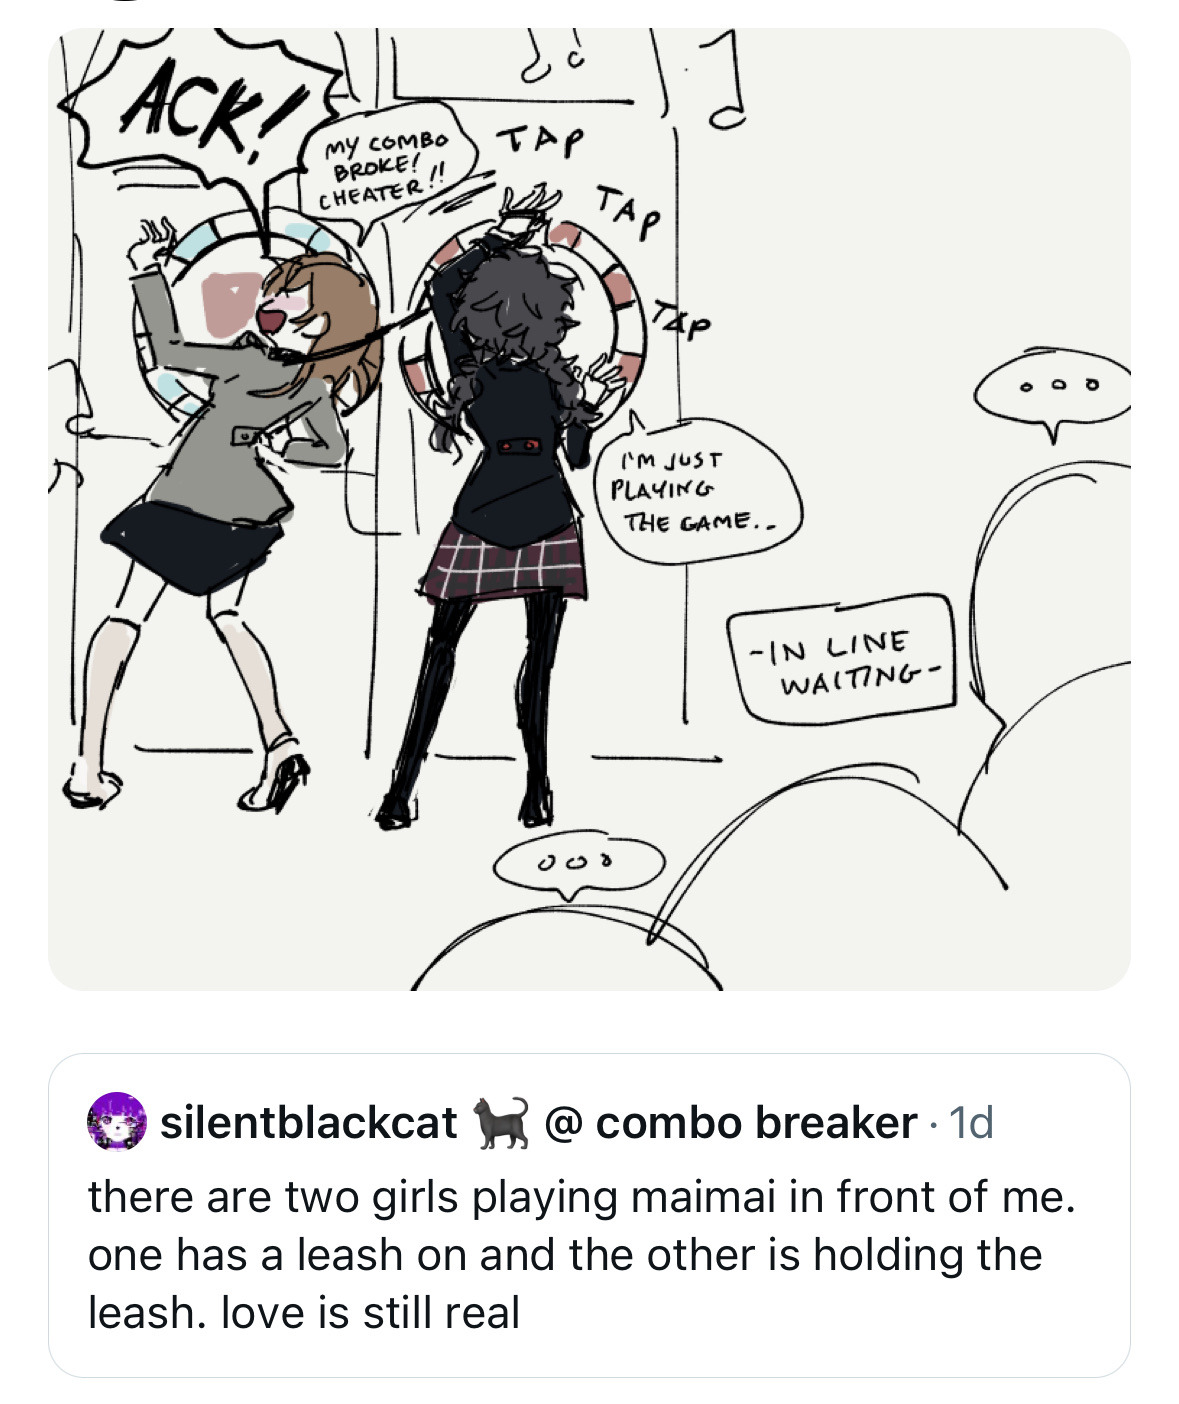 ACK!
MY COMBO
BROKE!
CHEATER!!
TAP
TAP
TAP
I'M JUST
PLAYING
THE GAME..
...
-IN LINE
WAITING-
...
silentblackcat 🐈‍⬛ @ combo breaker · 1d
there are two girls playing maimai in front of me.
one has a leash on and the other is holding the
leash. love is still real